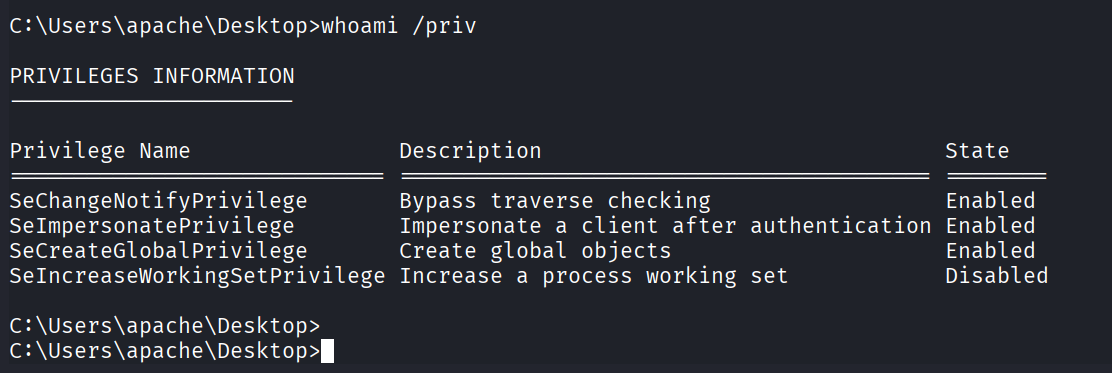 C:\Users\apache\Desktop>whoami /priv
PRIVILEGES INFORMATION
----------------------
Privilege Name Description State
============================= ========================================= ========
SeChangeNotifyPrivilege Bypass traverse checking Enabled
SeImpersonatePrivilege Impersonate a client after authentication Enabled
SeCreateGlobalPrivilege Create global objects Enabled
SeIncreaseWorkingSetPrivilege Increase a process working set Disabled
C:\Users\apache\Desktop>
C:\Users\apache\Desktop>